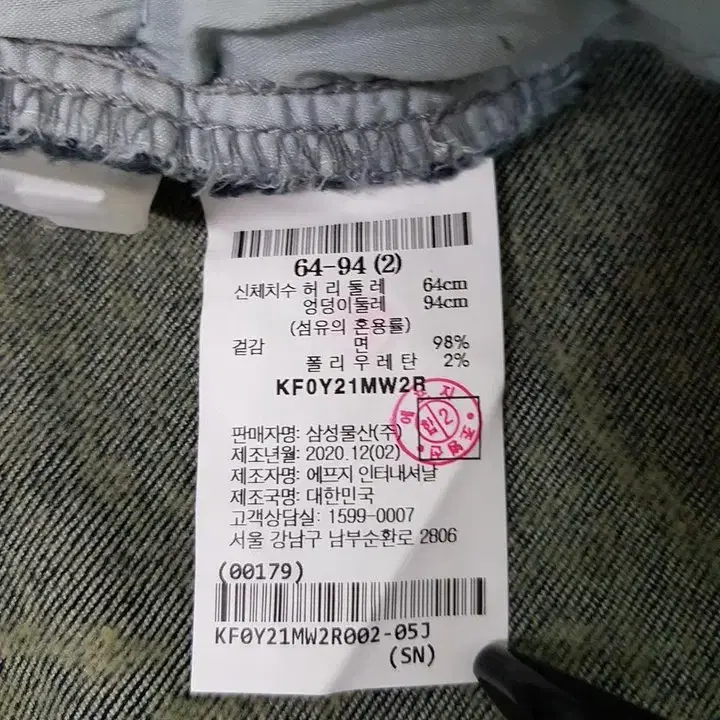 64-94 (2)
신체치수 허리둘레 64cm
엉덩이둘레 94cm
(섬유의 혼용률)
겉감 면 98%
폴리우레탄 2%
KF0Y21MW2R
판매자명: 삼성물산(주)
제조년월: 2020.12(02)
제조자명: 에프지 인터내셔날
제조국명: 대한민국
고객상담실: 1599-0007
서울 강남구 남부순환로 2806
합2
(00179)
KF0Y21MW2R002-05J
(SN)